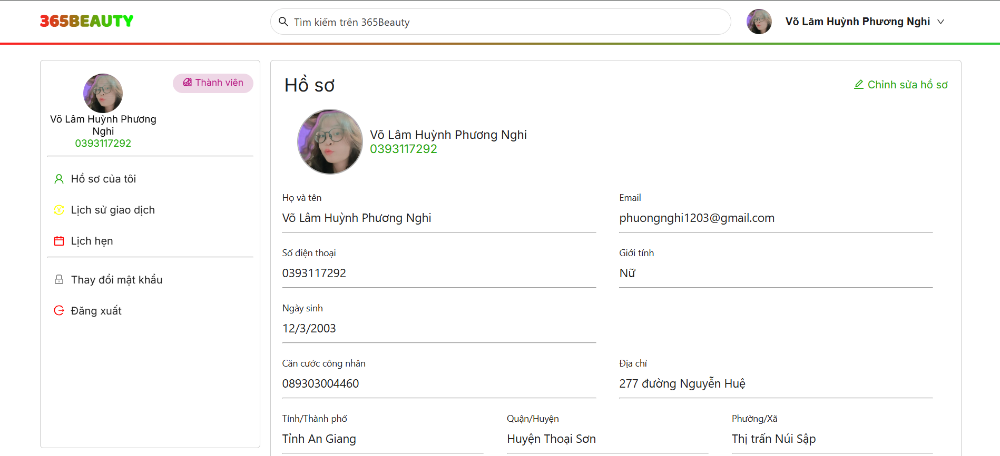 365BEAUTY
Tìm kiếm trên 365Beauty
Võ Lâm Huỳnh Phương Nghi
Thành viên
Võ Lâm Huỳnh Phương
Nghi
0393117292
Hồ sơ của tôi
Lịch sử giao dịch
Lịch hẹn
Thay đổi mật khẩu
Đăng xuất
Hồ sơ
Chỉnh sửa hồ sơ
Võ Lâm Huỳnh Phương Nghi
0393117292
Họ và tên
Võ Lâm Huỳnh Phương Nghi
Email
phuongnghi1203@gmail.com
Số điện thoại
0393117292
Giới tính
Nữ
Ngày sinh
12/3/2003
Căn cước công nhân
089303004460
Địa chỉ
277 đường Nguyễn Huệ
Tỉnh/Thành phố
Tỉnh An Giang
Quận/Huyện
Huyện Thoại Sơn
Phường/Xã
Thị trấn Núi Sập